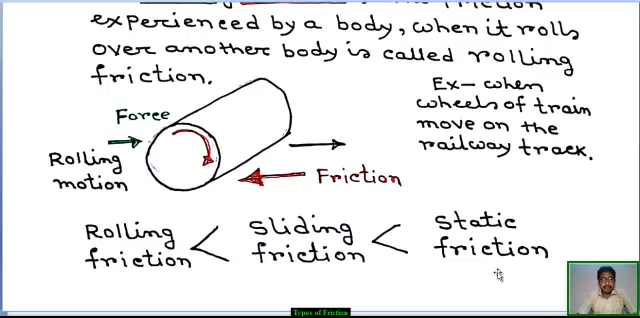 experienced by a body, when it rolls
over another body is called rolling
friction.
Ex- when
wheels of train
move on the
railway track.
Force
Rolling
motion
Friction
Rolling
friction < Sliding
friction < Static
friction
Types of Friction